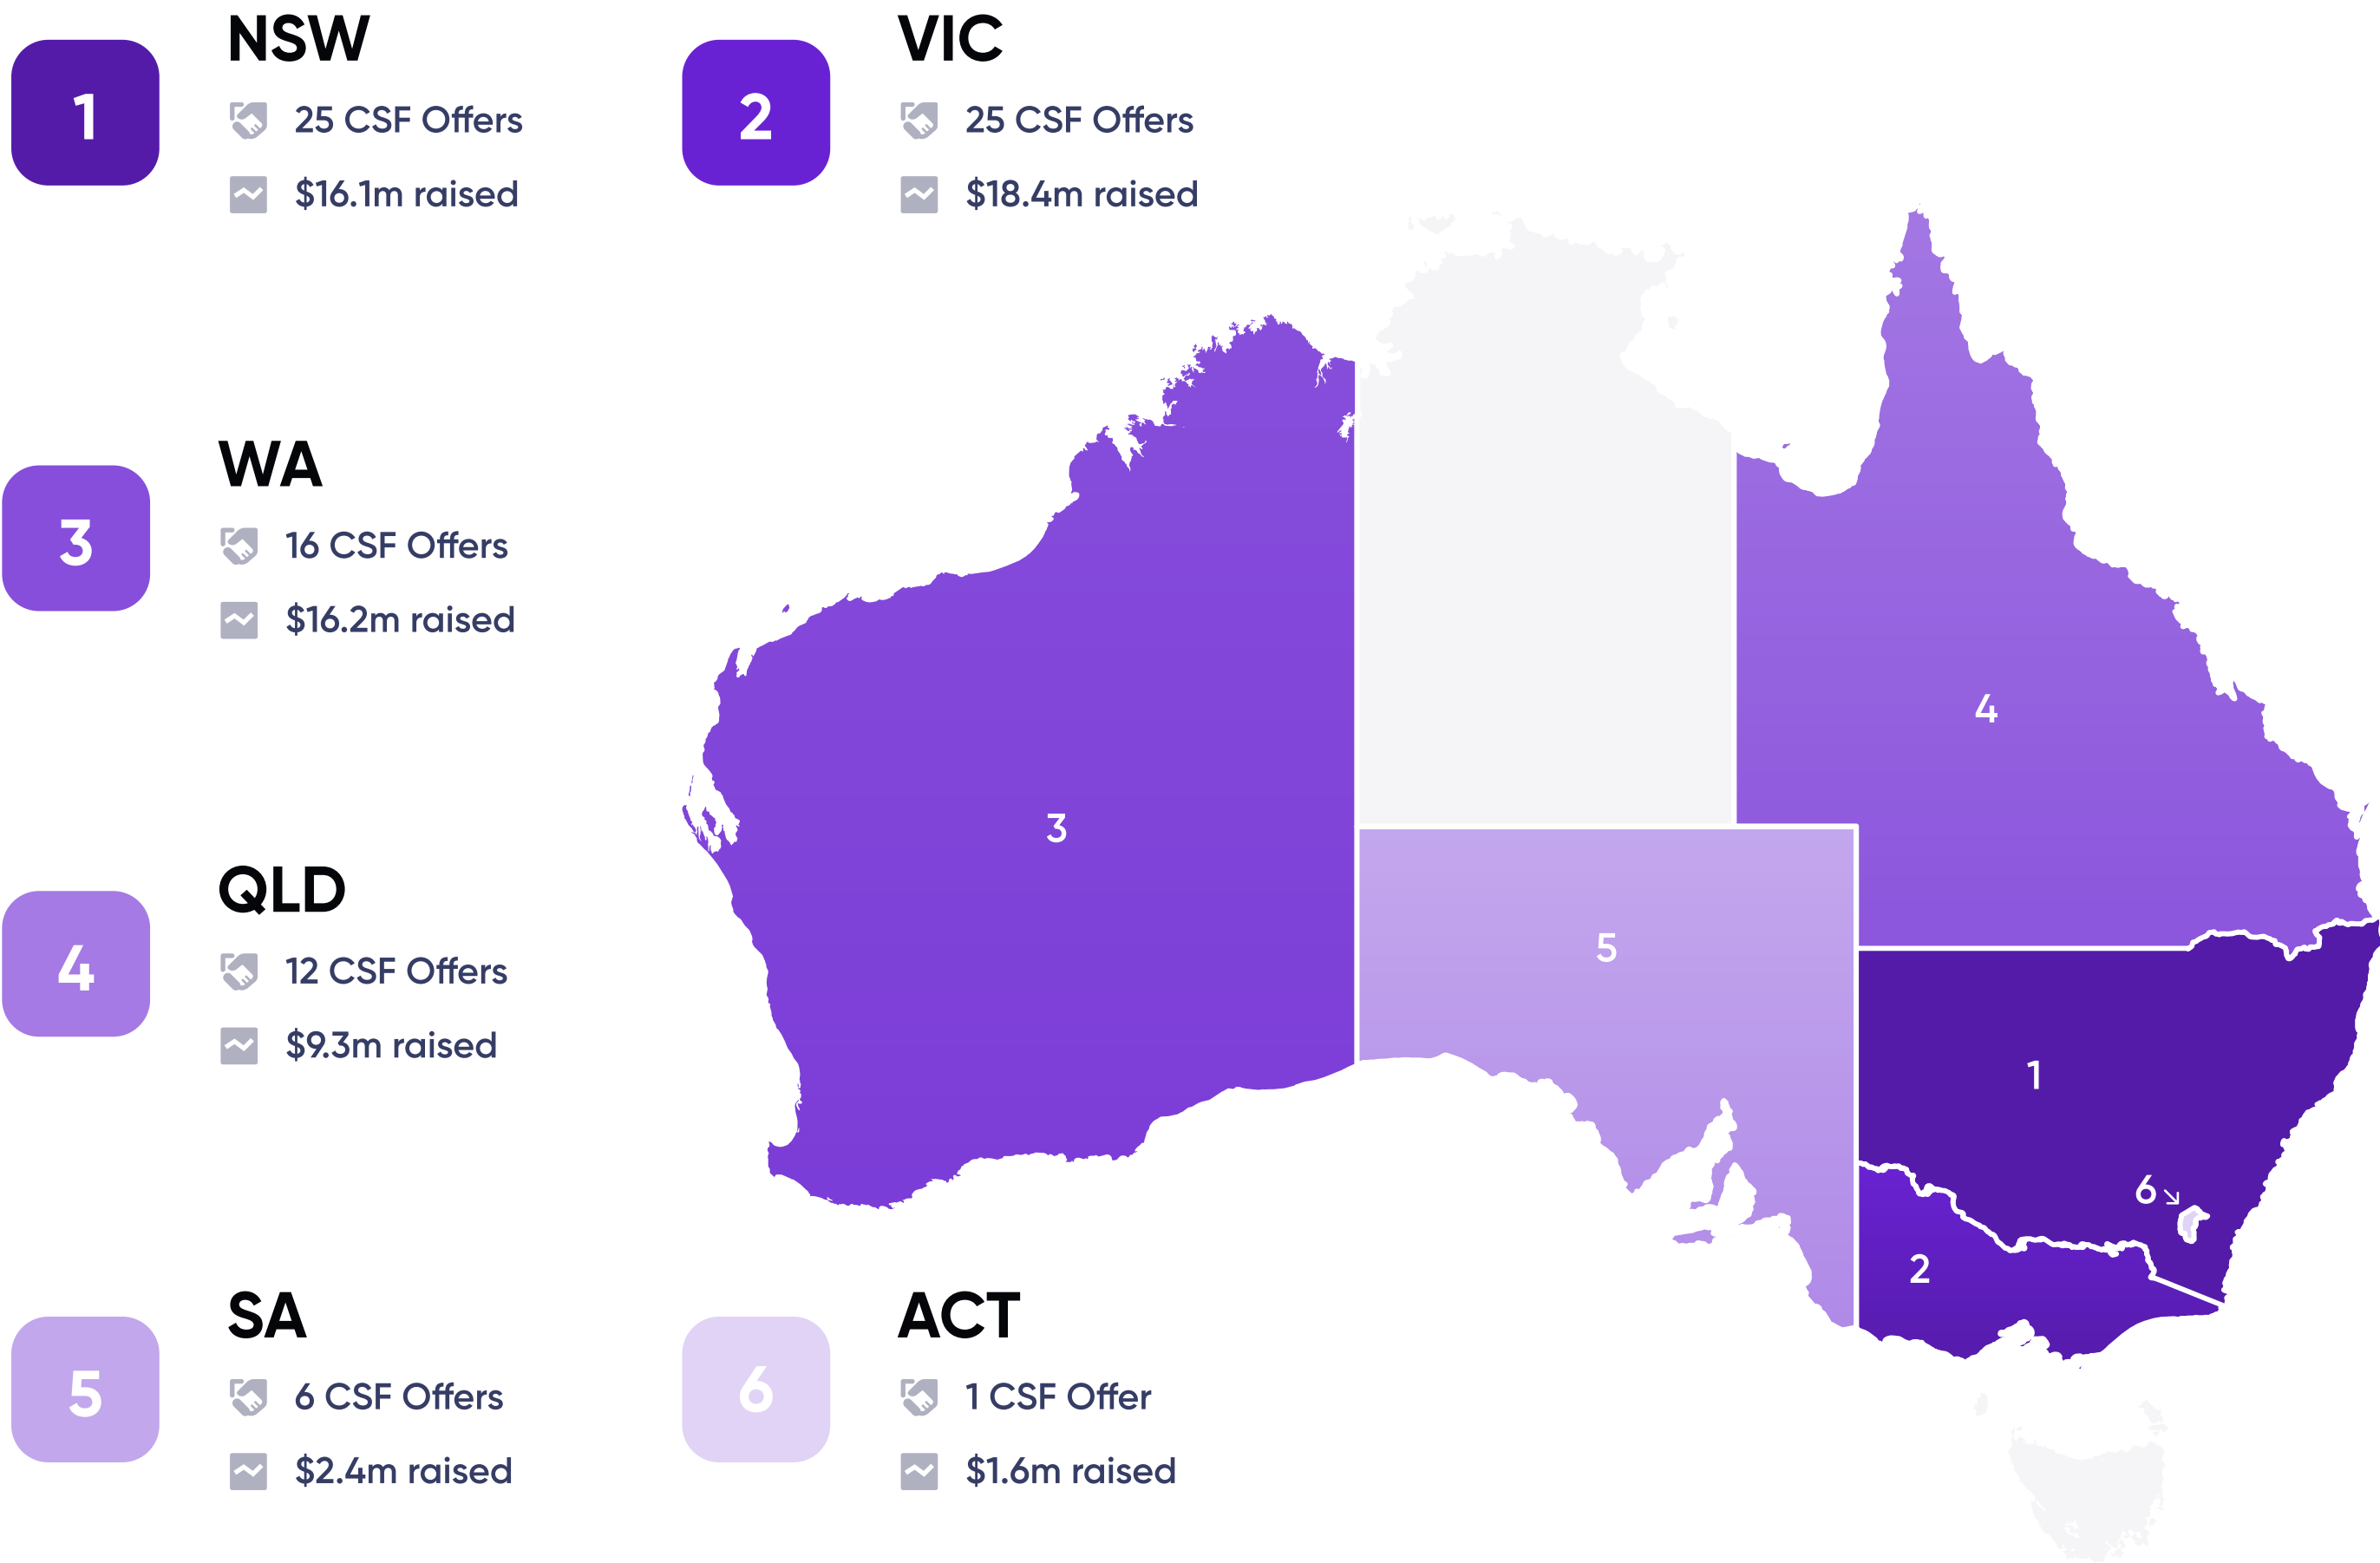 NSW
1
25 CSF Offers
$16.1m raised
VIC
2
25 CSF Offers
$18.4m raised
WA
3
16 CSF Offers
$16.2m raised
QLD
4
12 CSF Offers
$9.3m raised
SA
5
6 CSF Offers
$2.4m raised
ACT
6
1 CSF Offer
$1.6m raised
4
3
5
1
6
2